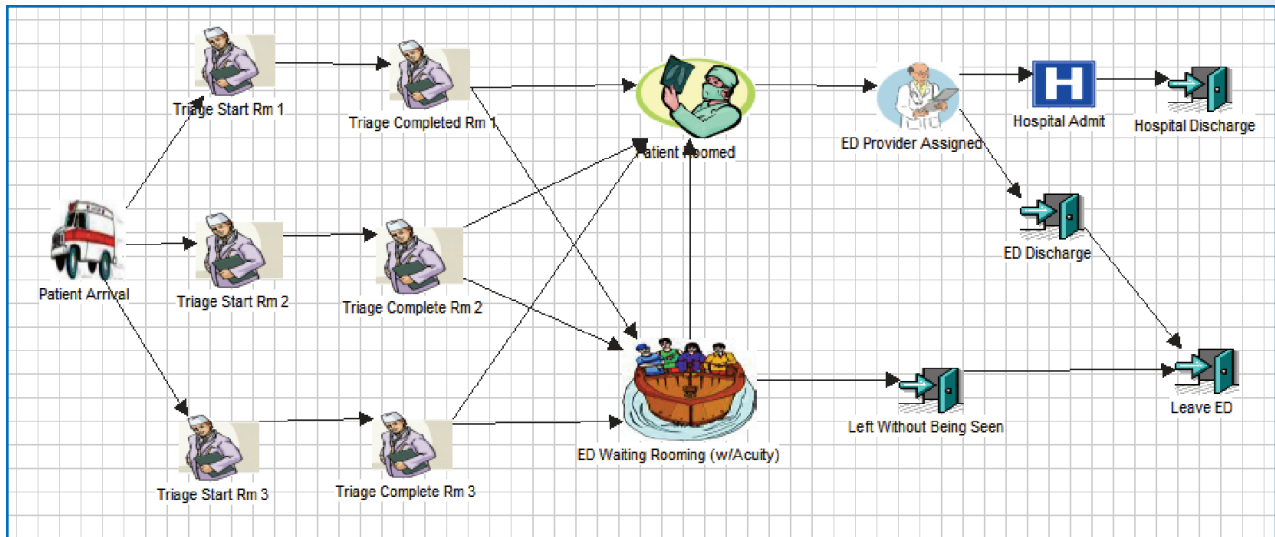 Triage Start Rm 1
Triage Completed Rm 1
Patient Roomed
ED Provider Assigned
Hospital Admit
Hospital Discharge
Patient Arrival
Triage Start Rm 2
Triage Complete Rm 2
ED Discharge
Triage Start Rm 3
Triage Complete Rm 3
ED Waiting Rooming (w/Acuity)
Left Without Being Seen
Leave ED
H